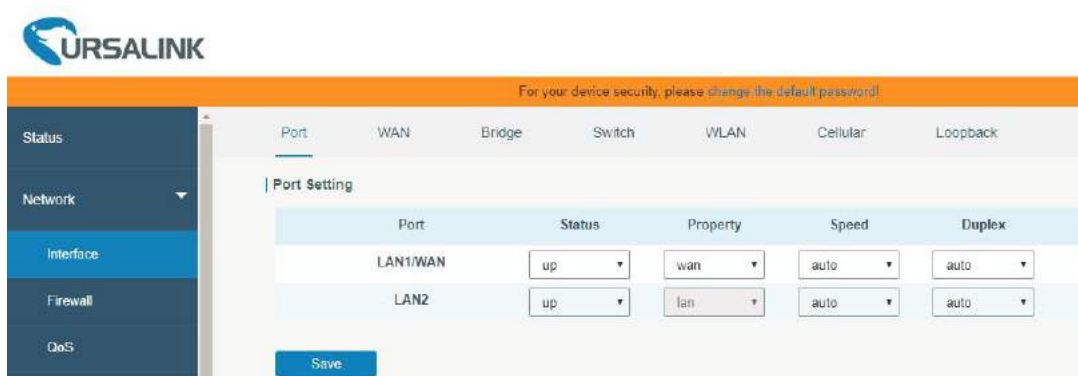 URSALINK
For your device security, please change the default password!
Status
Port WAN Bridge Switch WLAN Cellular Loopback
Network
Port Setting
Port Status Property Speed Duplex
Interface
LAN1/WAN up wan auto auto
Firewall
LAN2 up lan auto auto
QoS
Save